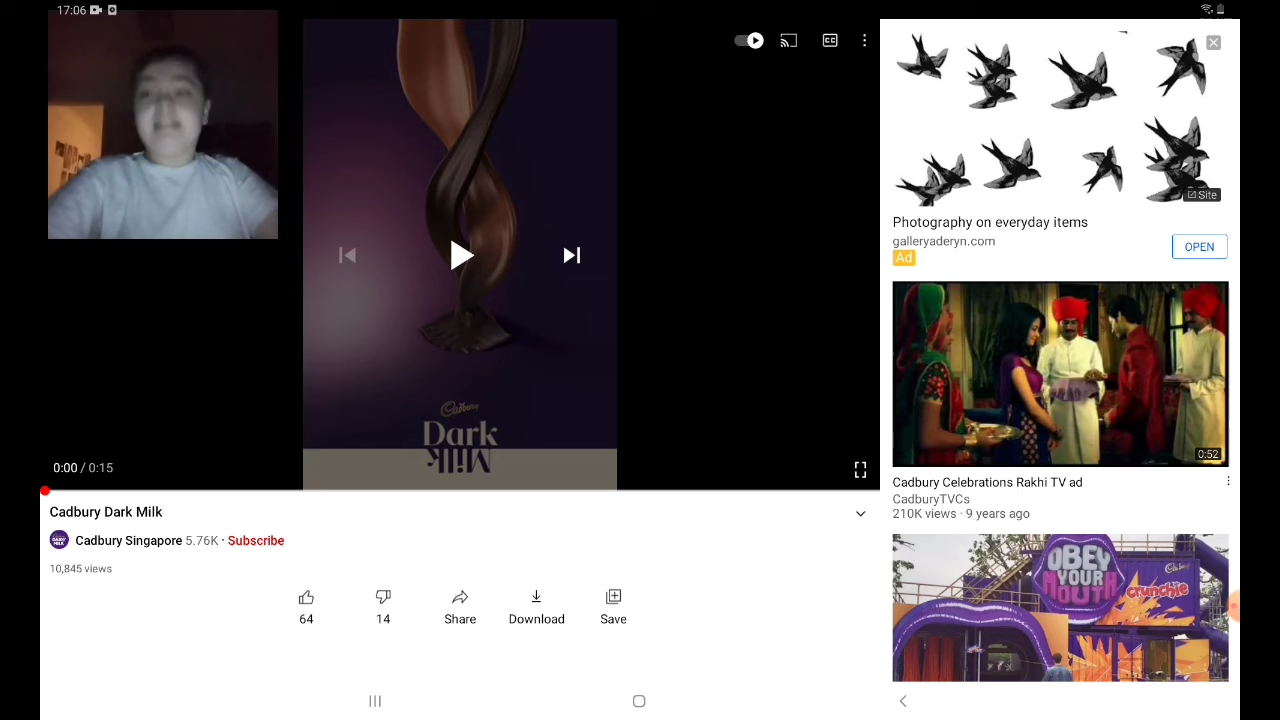 17:06
CC
Cadbury
Dark
Milk
0:00 / 0:15
Cadbury Dark Milk
Cadbury Singapore 5.76K · Subscribe
10,845 views
64
14
Share
Download
Save
Site
Photography on everyday items
galleryaderyn.com
Ad
OPEN
0:52
Cadbury Celebrations Rakhi TV ad
CadburyTVCs
210K views · 9 years ago
OBEY
YOUR
MOUTH
Cadbury
crunchie